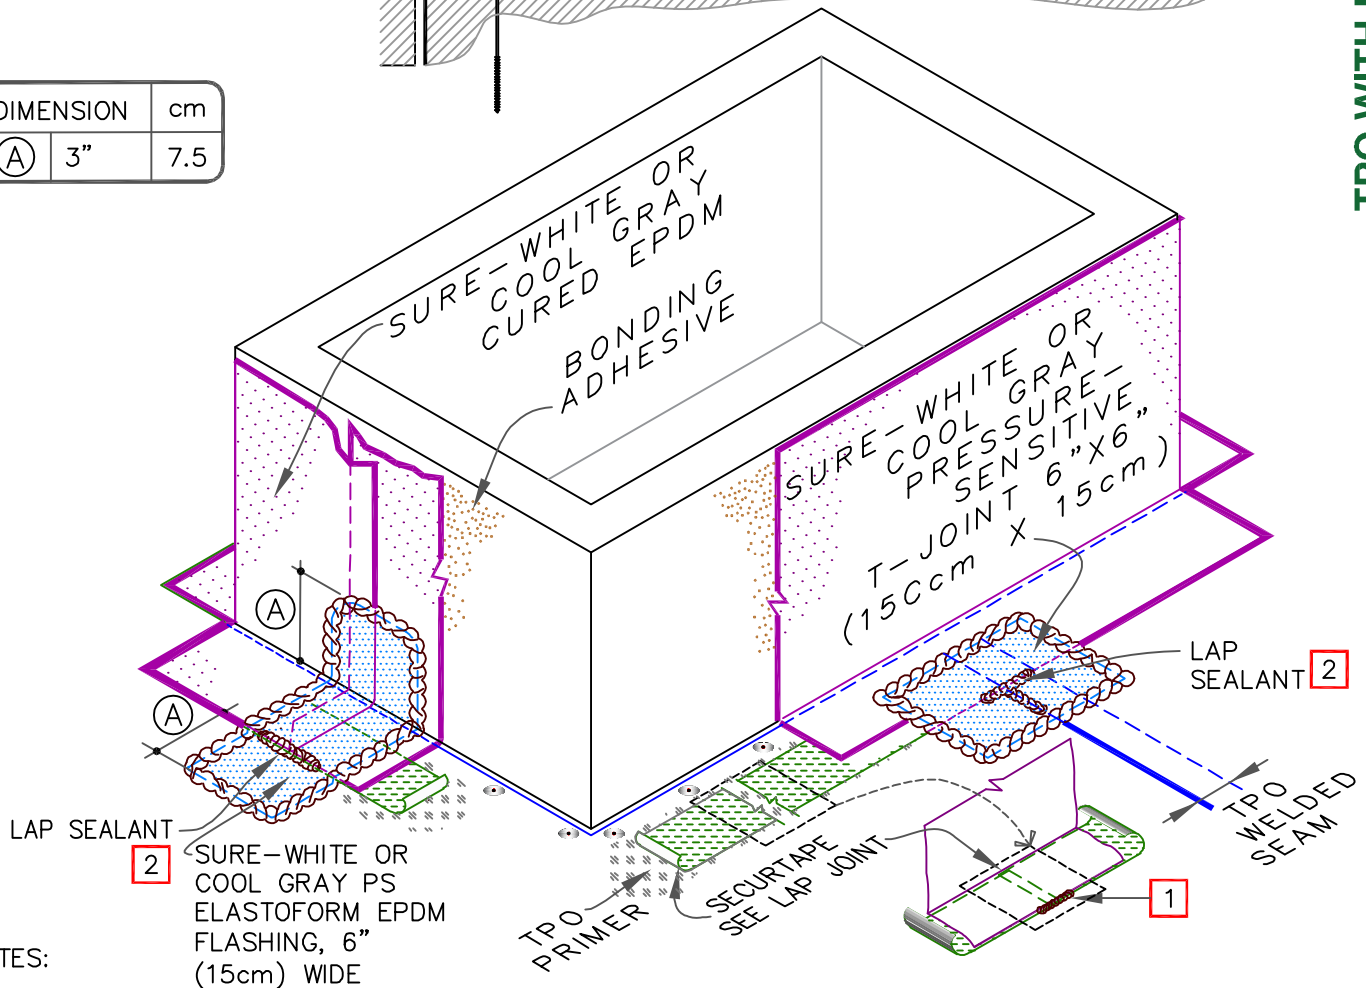 DIMENSION cm
A 3" 7.5
SURE-WHITE OR
COOL GRAY
CURED EPDM
BONDING
ADHESIVE
SURE-WHITE OR
COOL GRAY
PRESSURE-
SENSITIVE
T-JOINT 6"X6"
(15Ccm X 15cm)
A
A
LAP
SEALANT 2
TPO
WELDED
SEAM
LAP SEALANT
2
SURE-WHITE OR
COOL GRAY PS
ELASTOFORM EPDM
FLASHING, 6"
(15cm) WIDE
TPO
PRIMER
SECURTAPE
SEE LAP JOINT
1
TES:
TPO WITH